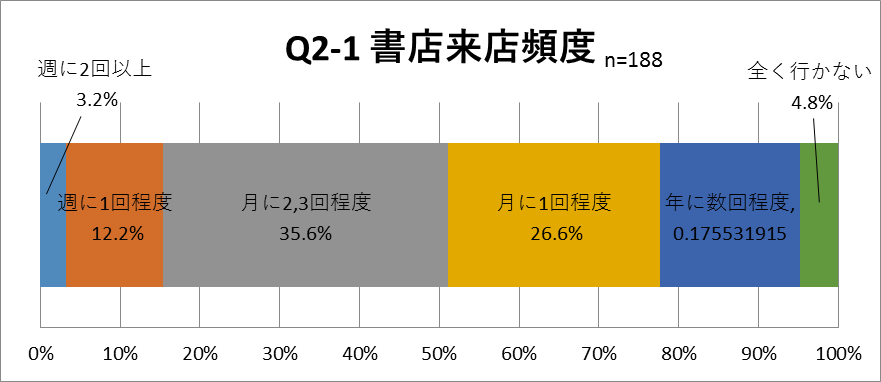 Q2-1 書店来店頻度 n=188
週に2回以上
3.2%
全く行かない
4.8%
週に1回程度
12.2%
月に2,3回程度
35.6%
月に1回程度
26.6%
年に数回程度,
0.175531915
0% 10% 20% 30% 40% 50% 60% 70% 80% 90% 100%